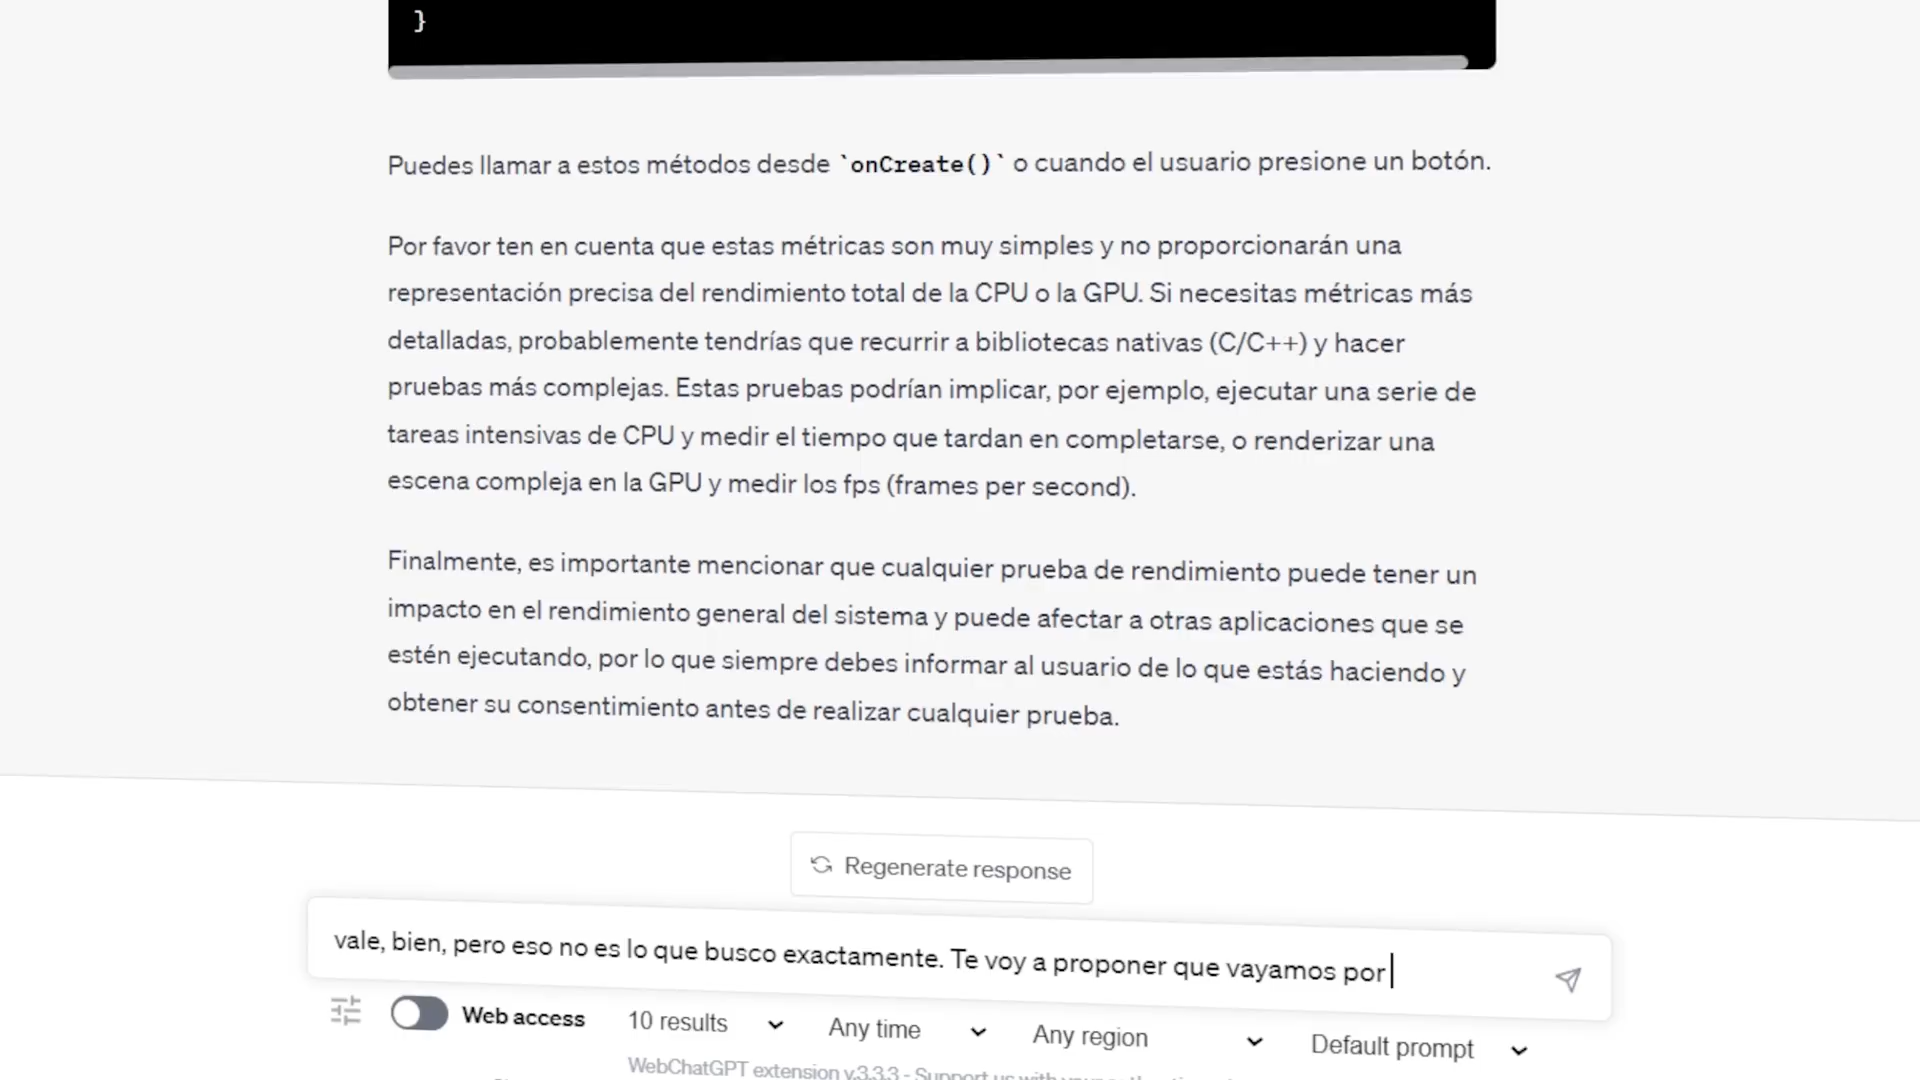 }
Puedes llamar a estos métodos desde `onCreate()` o cuando el usuario presione un botón.
Por favor ten en cuenta que estas métricas son muy simples y no proporcionarán una
representación precisa del rendimiento total de la CPU o la GPU. Si necesitas métricas más
detalladas, probablemente tendrías que recurrir a bibliotecas nativas (C/C++) y hacer
pruebas más complejas. Estas pruebas podrían implicar, por ejemplo, ejecutar una serie de
tareas intensivas de CPU y medir el tiempo que tardan en completarse, o renderizar una
escena compleja en la GPU y medir los fps (frames per second).
Finalmente, es importante mencionar que cualquier prueba de rendimiento puede tener un
impacto en el rendimiento general del sistema y puede afectar a otras aplicaciones que se
estén ejecutando, por lo que siempre debes informar al usuario de lo que estás haciendo y
obtener su consentimiento antes de realizar cualquier prueba.
Regenerate response
vale, bien, pero eso no es lo que busco exactamente. Te voy a proponer que vayamos por
Web access 10 results Any time Any region Default prompt
WebChatGPT extension v.3.3.3 - Support us with